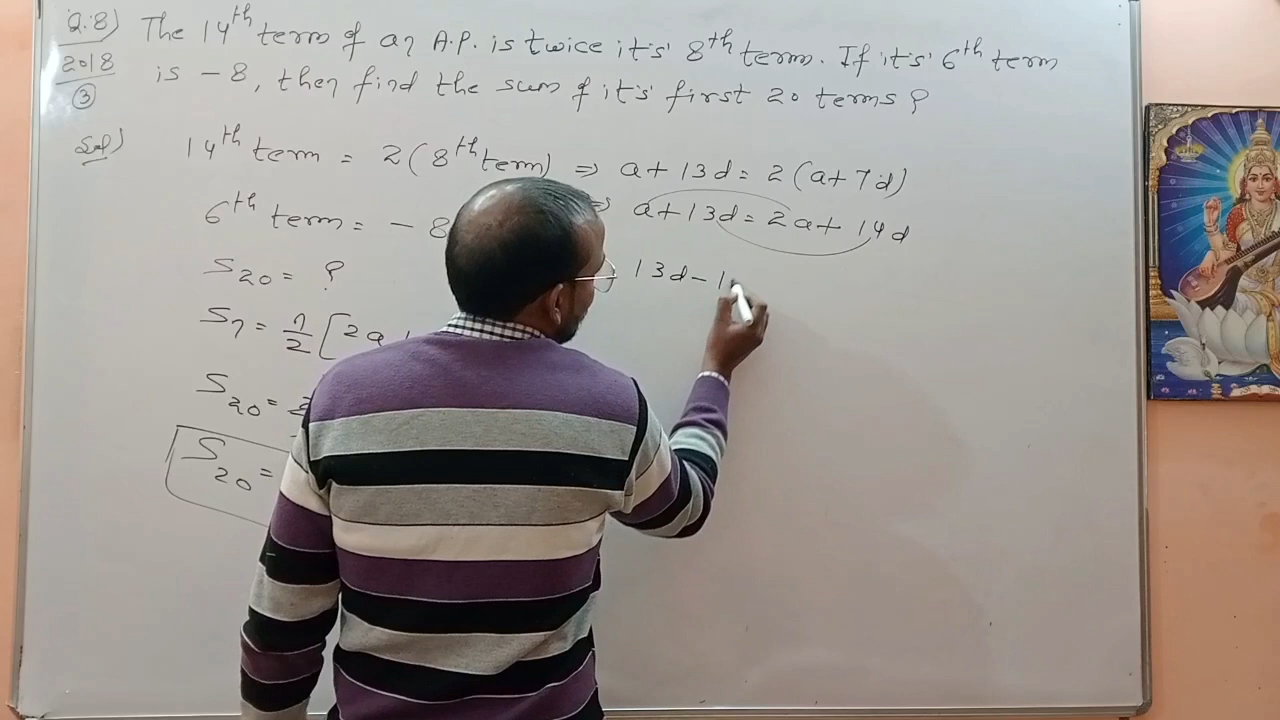 Q.8) The 14th term of an A.P. is twice it's 8th term. If it's 6th term
2018 is -8, then find the sum of it's first 20 terms?
3
Sol) 14th term = 2(8th term) ⇒ a+13d = 2(a+7d)
6th term = -8 ⇒ a+13d = 2a+14d
S20 = ? 13d-1
Sn = n/2 [2a
S20 =
S20 =